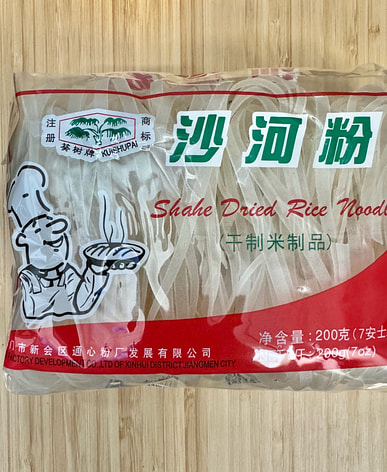 注册 商标
葵树牌 KUISHUPAI
沙河粉
Shahe Dried Rice Noodl
(干制米制品)
净含量: 200克(7安士
200g(7oz)
市新会区通心粉厂发展有限公司
FACTORY DEVELOPMENT CO.,LTD OF XINHUI DISTRICT JIANGMEN CITY